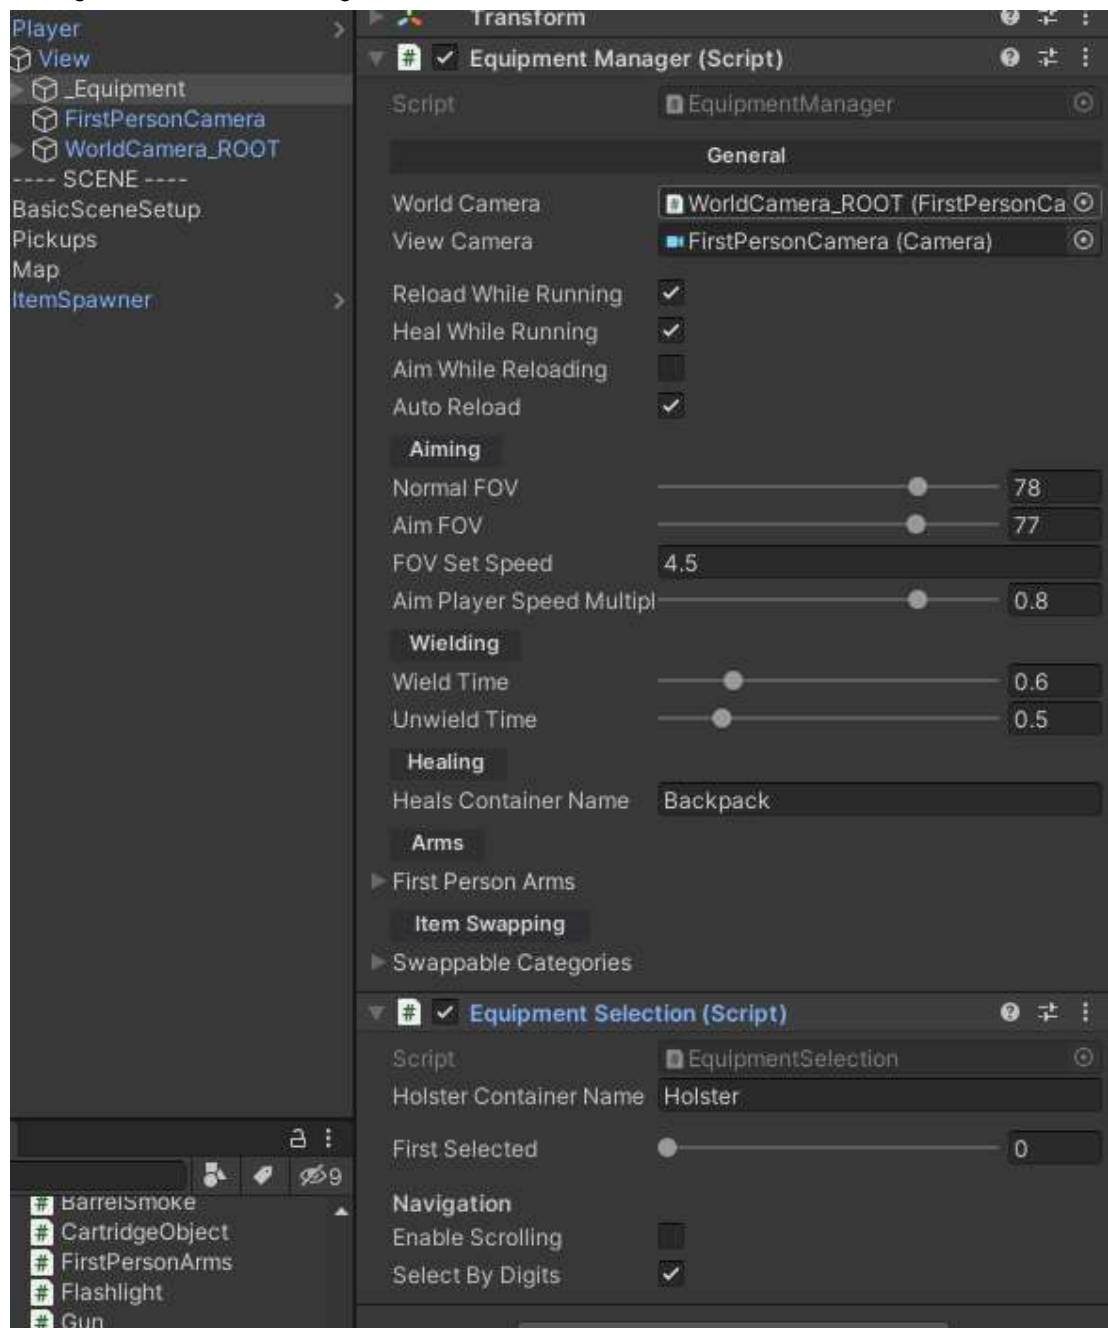 Player
View
_Equipment
FirstPersonCamera
WorldCamera_ROOT
---- SCENE ----
BasicSceneSetup
Pickups
Map
ItemSpawner
9
BarrelSmoke
CartridgeObject
FirstPersonArms
Flashlight
Gun
Transform
Equipment Manager (Script)
Script EquipmentManager
General
World Camera WorldCamera_ROOT (FirstPersonCa
View Camera FirstPersonCamera (Camera)
Reload While Running
Heal While Running
Aim While Reloading
Auto Reload
Aiming
Normal FOV 78
Aim FOV 77
FOV Set Speed 4.5
Aim Player Speed Multipl 0.8
Wielding
Wield Time 0.6
Unwield Time 0.5
Healing
Heals Container Name Backpack
Arms
First Person Arms
Item Swapping
Swappable Categories
Equipment Selection (Script)
Script EquipmentSelection
Holster Container Name Holster
First Selected 0
Navigation
Enable Scrolling
Select By Digits